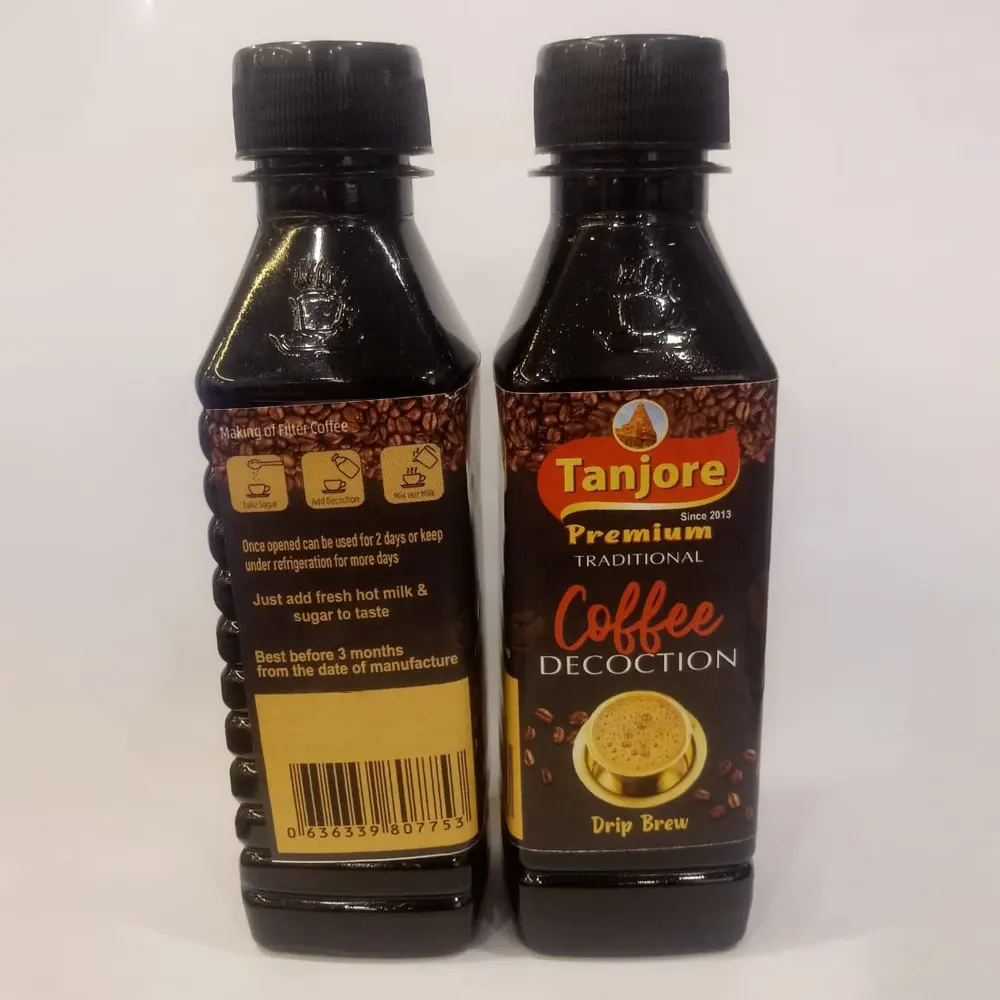 Making of Filter Coffee
Take Sugar
Add Decoction
Mix Hot Milk
Once opened can be used for 2 days or keep
under refrigeration for more days
Just add fresh hot milk &
sugar to taste
Best before 3 months
from the date of manufacture
0 636339 807753
Tanjore
Since 2013
Premium
TRADITIONAL
Coffee
DECOCTION
Drip Brew